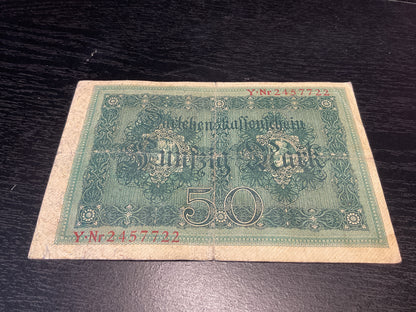 Y·Nr 2457722
Darlehenskassenschein
Fünfzig Mark
50
Y·Nr 2457722